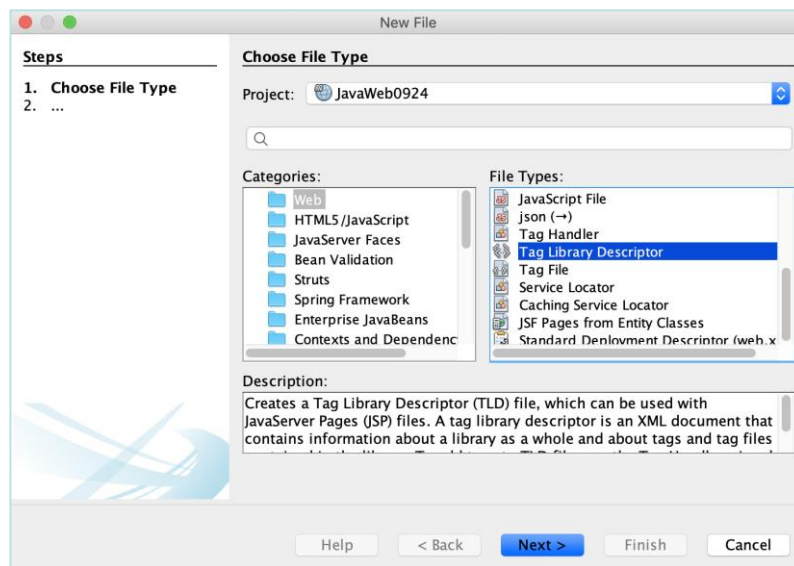 New File
Steps
1. Choose File Type
2. ...
Choose File Type
Project: JavaWeb0924
Categories:
Web
HTML5/JavaScript
JavaServer Faces
Bean Validation
Struts
Spring Framework
Enterprise JavaBeans
Contexts and Dependenc
File Types:
JavaScript File
json (→)
Tag Handler
Tag Library Descriptor
Tag File
Service Locator
Caching Service Locator
JSF Pages from Entity Classes
Standard Deployment Descriptor (web.x
Description:
Creates a Tag Library Descriptor (TLD) file, which can be used with
JavaServer Pages (JSP) files. A tag library descriptor is an XML document that
contains information about a library as a whole and about tags and tag files
Help < Back Next > Finish Cancel